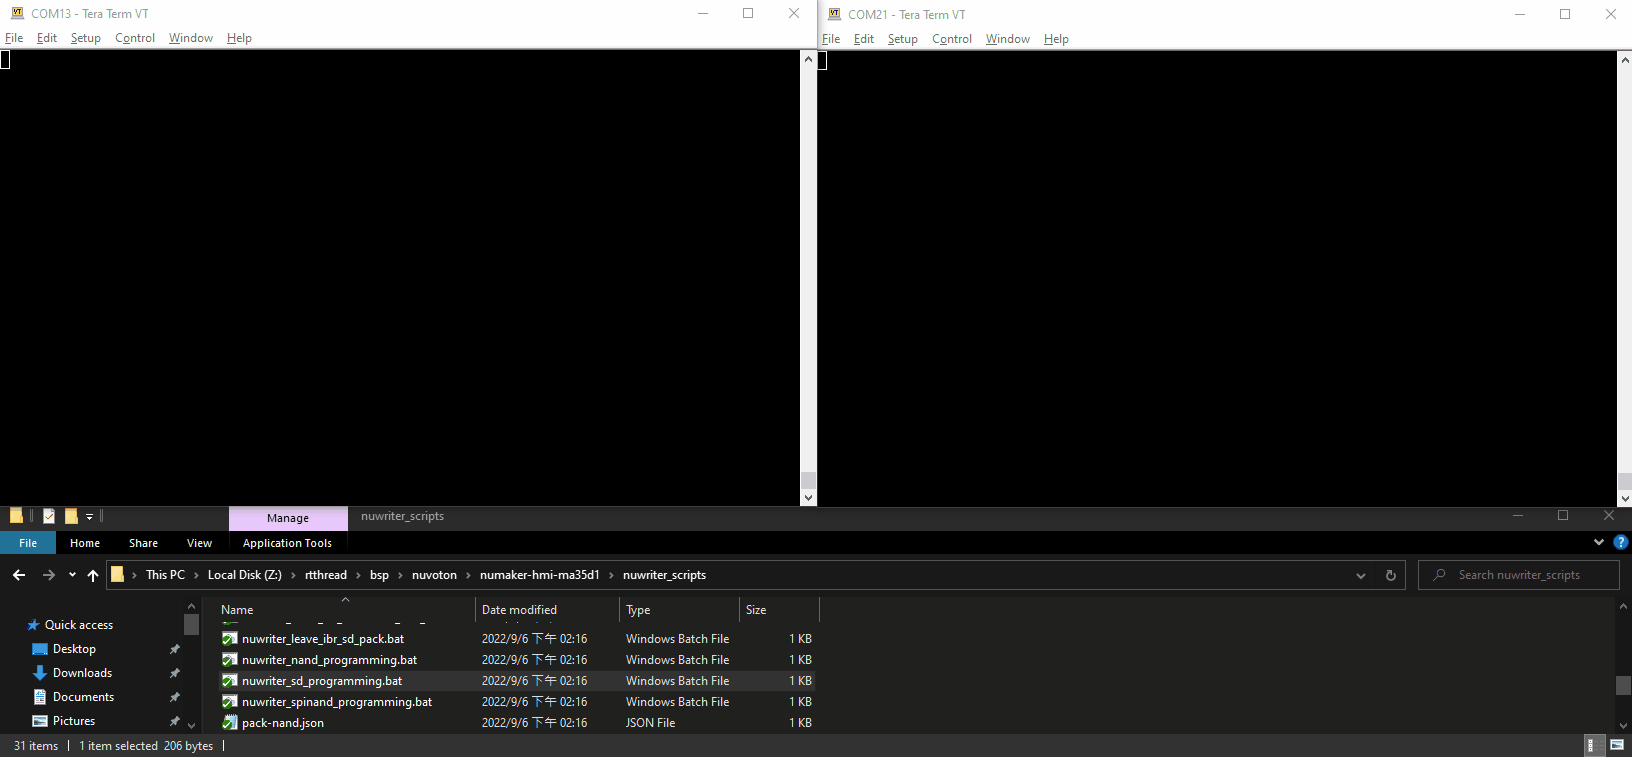 COM13 - Tera Term VT
File Edit Setup Control Window Help
COM21 - Tera Term VT
File Edit Setup Control Window Help
Manage nuwriter_scripts
File Home Share View Application Tools
This PC Local Disk (Z:) rtthread bsp nuvoton numaker-hmi-ma35d1 nuwriter_scripts
Search nuwriter_scripts
Quick access
Desktop
Downloads
Documents
Pictures
Name Date modified Type Size
nuwriter_leave_ibr_sd_pack.bat 2022/9/6 下午 02:16 Windows Batch File 1 KB
nuwriter_nand_programming.bat 2022/9/6 下午 02:16 Windows Batch File 1 KB
nuwriter_sd_programming.bat 2022/9/6 下午 02:16 Windows Batch File 1 KB
nuwriter_spinand_programming.bat 2022/9/6 下午 02:16 Windows Batch File 1 KB
pack-nand.json 2022/9/6 下午 02:16 JSON File 1 KB
31 items 1 item selected 206 bytes